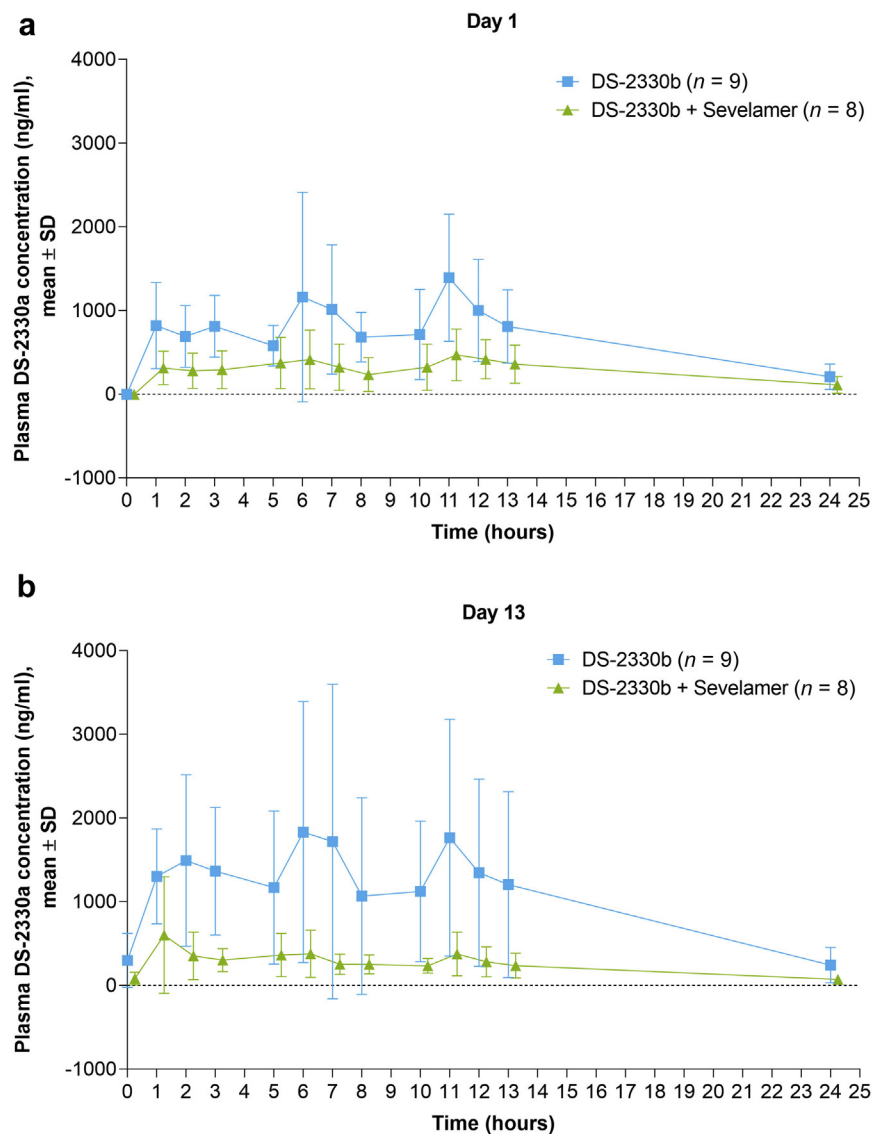 a
Day 1
Plasma DS-2330a concentration (ng/ml),
mean ± SD
4000
3000
2000
1000
0
-1000
DS-2330b (n = 9)
DS-2330b + Sevelamer (n = 8)
0 1 2 3 4 5 6 7 8 9 10 11 12 13 14 15 16 17 18 19 20 21 22 23 24 25
Time (hours)
b
Day 13
Plasma DS-2330a concentration (ng/ml),
mean ± SD
4000
3000
2000
1000
0
-1000
DS-2330b (n = 9)
DS-2330b + Sevelamer (n = 8)
0 1 2 3 4 5 6 7 8 9 10 11 12 13 14 15 16 17 18 19 20 21 22 23 24 25
Time (hours)